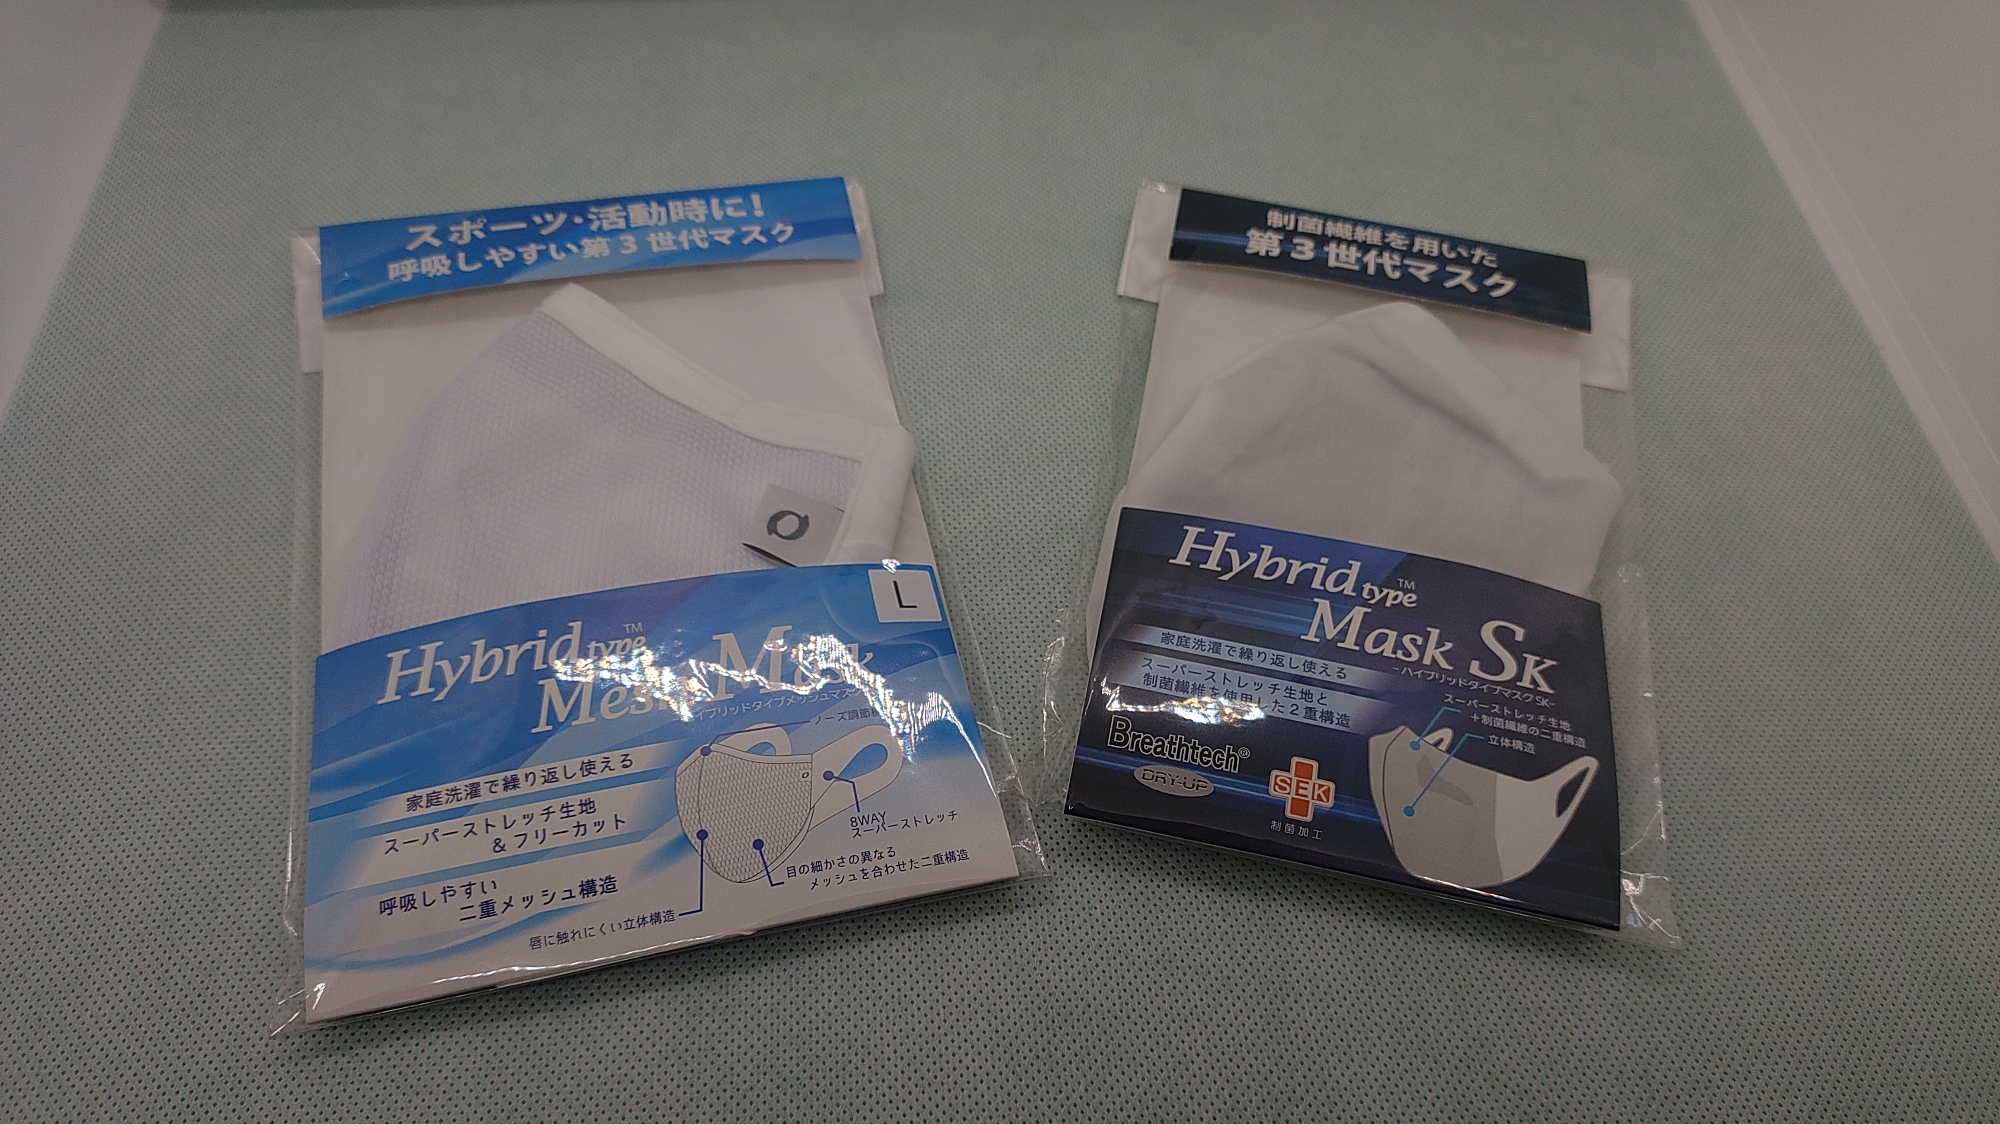 スポーツ・活動時に!
呼吸しやすい第3世代マスク
L
Hybrid type™
Mesh Mask
イブリッドタイプメッシュマス
ノーズ調節
家庭洗濯で繰り返し使える
スーパーストレッチ生地
&フリーカット
呼吸しやすい
二重メッシュ構造
8WAY
スーパーストレッチ
目の細かさの異なる
メッシュを合わせた二重構造
唇に触れにくい立体構造
制菌繊維を用いた
第3世代マスク
Hybrid type™
Mask SK
-ハイブリッドタイプマスクSK-
家庭洗濯で繰り返し使える
スーパーストレッチ生地と
制菌繊維を使用した2重構造
Breathtech®
DRY-UP
SEK
制菌加工
スーパーストレッチ生地
+制菌繊維の二重構造
立体構造